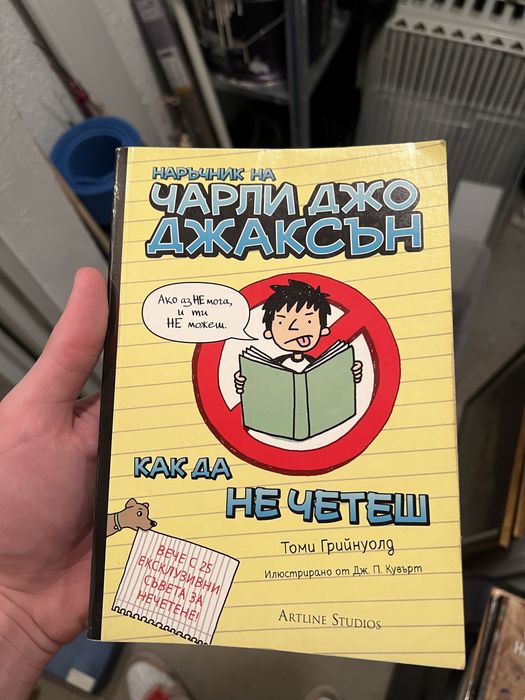 НАРЪЧНИК НА
ЧАРЛИ ДЖО
ДЖАКСЪН
Ако аз НЕ мога,
и ти
НЕ можеш.
КАК ДА
НЕ ЧЕТЕШ
Томи Грийнуолд
Илюстрирано от Дж. П. Кувърт
ВЕЧЕ С 25
ЕКСКЛУЗИВНИ
СЪВЕТА ЗА
НЕЧЕТЕНЕ!
ARTLINE STUDIOS